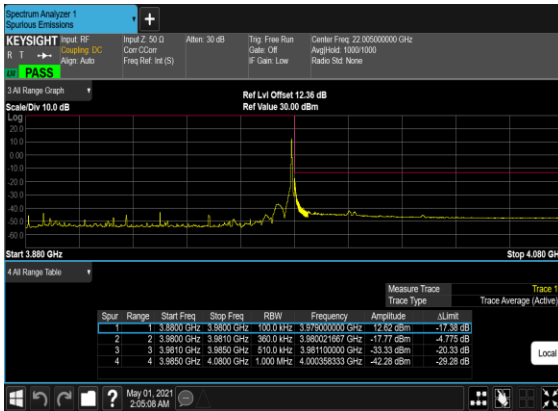 Spectrum Analyzer 1
Spurious Emissions
+
KEYSIGHT Input: RF Input Z: 50 Ω Atten: 30 dB Trig: Free Run Center Freq: 22.005000000 GHz
R T Coupling: DC Corr CCorr Gate: Off Avg|Hold: 1000/1000
Align: Auto Freq Ref: Int (S) IF Gain: Low Radio Std: None
LXI PASS
3 All Range Graph
Ref Lvl Offset 12.36 dB
Scale/Div 10.0 dB Ref Value 30.00 dBm
Log
20.0
10.0
0.00
-10.0
-20.0
-30.0
-40.0
-50.0
-60.0
Start 3.880 GHz Stop 4.080 GH
4 All Range Table
Measure Trace Trace 1
Trace Type Trace Average (Active)
Spur Range Start Freq Stop Freq RBW Frequency Amplitude ΔLimit
1 1 3.8800 GHz 3.9800 GHz 100.0 kHz 3.979000000 GHz 12.62 dBm -17.38 dB
2 2 3.9800 GHz 3.9810 GHz 360.0 kHz 3.980021667 GHz -17.77 dBm -4.775 dB
3 3 3.9810 GHz 3.9850 GHz 510.0 kHz 3.981100000 GHz -33.33 dBm -20.33 dB
4 4 3.9850 GHz 4.0800 GHz 1.000 MHz 4.000358333 GHz -42.28 dBm -29.28 dB
Local
?
May 01, 2021
2:05:08 AM